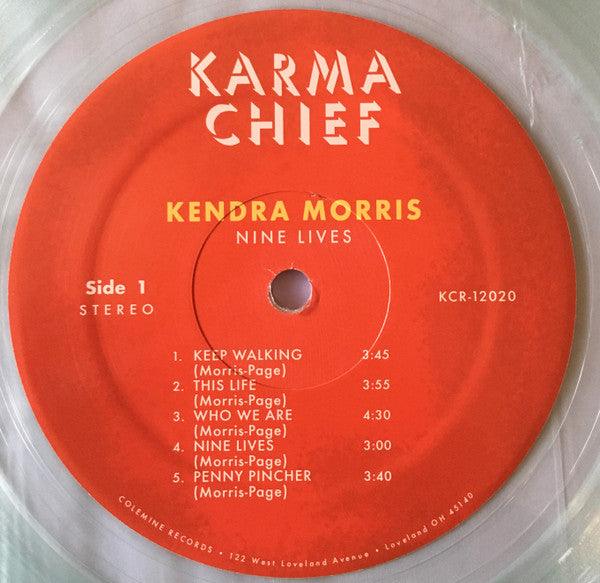 KARMA
CHIEF
KENDRA MORRIS
NINE LIVES
Side 1
STEREO
KCR-12020
1. KEEP WALKING 3:45
(Morris-Page)
2. THIS LIFE 3:55
(Morris-Page)
3. WHO WE ARE 4:30
(Morris-Page)
4. NINE LIVES 3:00
(Morris-Page)
5. PENNY PINCHER 3:40
(Morris-Page)
COLEMINE RECORDS • 122 West Loveland Avenue • Loveland OH 45140